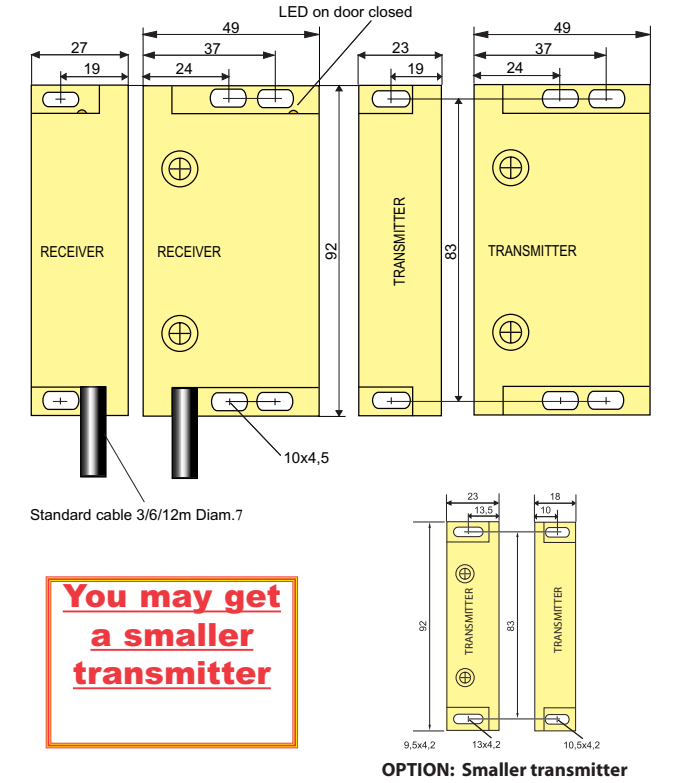 LED on door closed
49
49
27
37
23
37
19
24
19
24
RECEIVER
RECEIVER
92
TRANSMITTER
83
TRANSMITTER
10x4,5
Standard cable 3/6/12m Diam.7
23
18
13,5
10
92
TRANSMITTER
83
TRANSMITTER
9,5x4,2
13x4,2
10,5x4,2
You may get
a smaller
transmitter
OPTION: Smaller transmitter